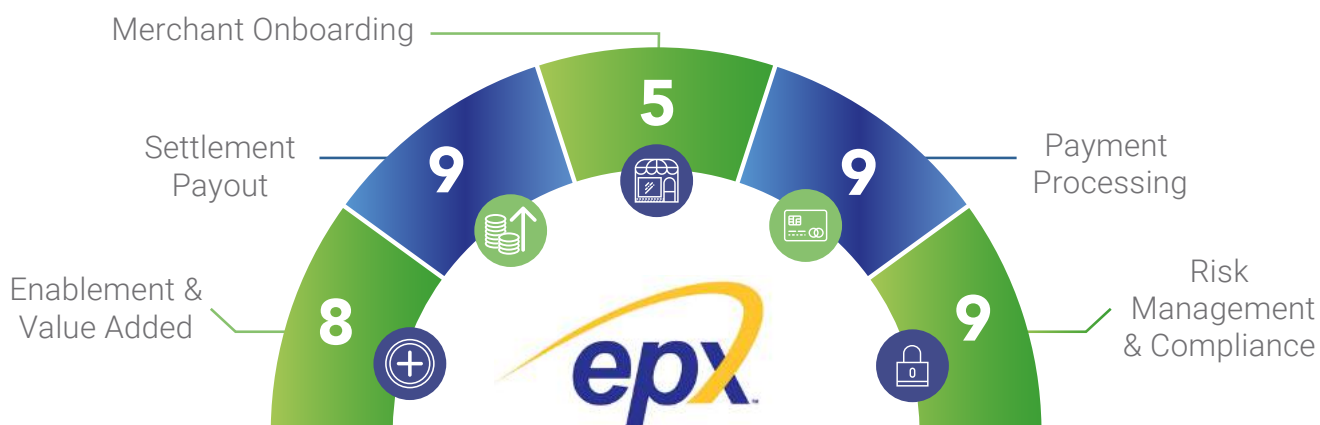 Merchant Onboarding
5
Settlement
Payout
9
9
Payment
Processing
Enablement &
Value Added
8
9
Risk
Management
& Compliance
epx